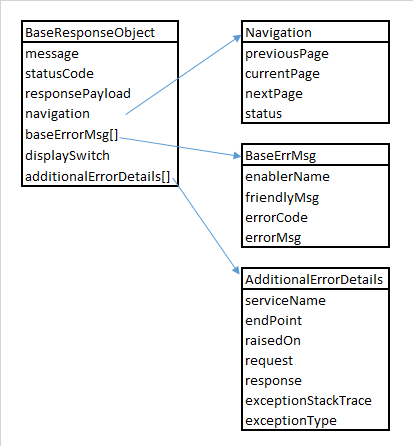 BaseResponseObject
message
statusCode
responsePayload
navigation
baseErrorMsg[]
displaySwitch
additionalErrorDetails[]
Navigation
previousPage
currentPage
nextPage
status
BaseErrMsg
enablerName
friendlyMsg
errorCode
errorMsg
AdditionalErrorDetails
serviceName
endPoint
raisedOn
request
response
exceptionStackTrace
exceptionType